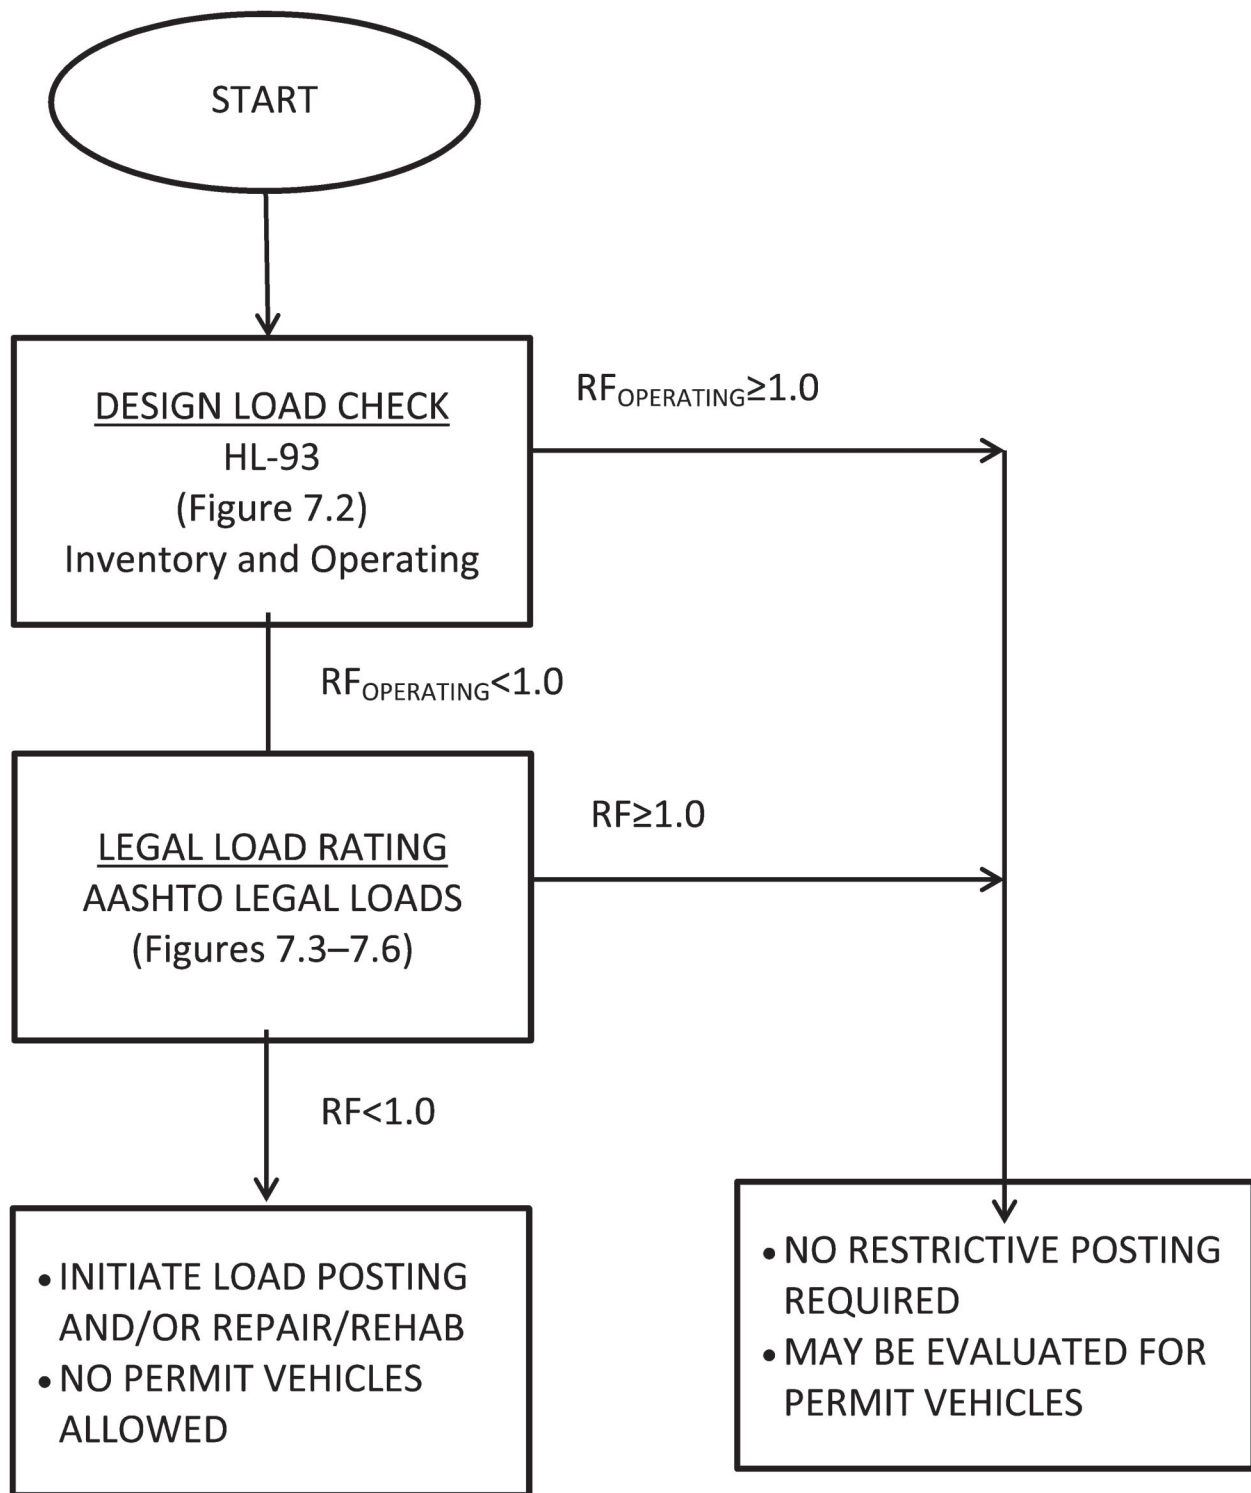 START
DESIGN LOAD CHECK
HL-93
(Figure 7.2)
Inventory and Operating
RFOPERATING≥1.0
RFOPERATING<1.0
LEGAL LOAD RATING
AASHTO LEGAL LOADS
(Figures 7.3–7.6)
RF≥1.0
RF<1.0
• INITIATE LOAD POSTING
AND/OR REPAIR/REHAB
• NO PERMIT VEHICLES
ALLOWED
• NO RESTRICTIVE POSTING
REQUIRED
• MAY BE EVALUATED FOR
PERMIT VEHICLES